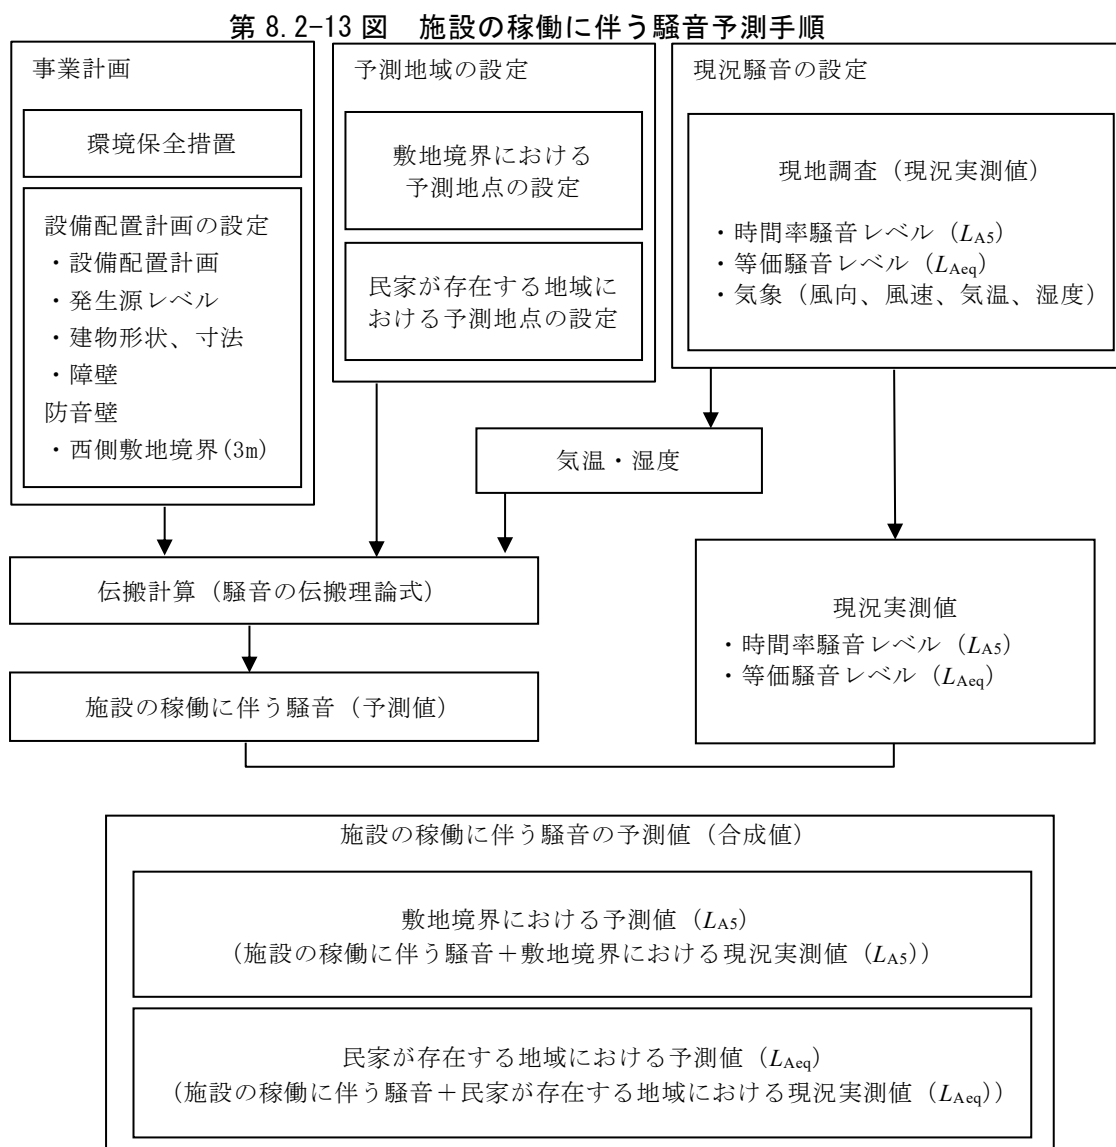 第 8.2-13 図　施設の稼働に伴う騒音予測手順
事業計画
環境保全措置
設備配置計画の設定
・設備配置計画
・発生源レベル
・建物形状、寸法
・障壁
防音壁
・西側敷地境界(3m)
予測地域の設定
敷地境界における
予測地点の設定
民家が存在する地域に
おける予測地点の設定
現況騒音の設定
現地調査（現況実測値）
・時間率騒音レベル（LA5）
・等価騒音レベル（LAeq）
・気象（風向、風速、気温、湿度）
気温・湿度
伝搬計算（騒音の伝搬理論式）
施設の稼働に伴う騒音（予測値）
現況実測値
・時間率騒音レベル（LA5）
・等価騒音レベル（LAeq）
施設の稼働に伴う騒音の予測値（合成値）
敷地境界における予測値（LA5）
（施設の稼働に伴う騒音＋敷地境界における現況実測値（LA5））
民家が存在する地域における予測値（LAeq）
（施設の稼働に伴う騒音＋民家が存在する地域における現況実測値（LAeq））